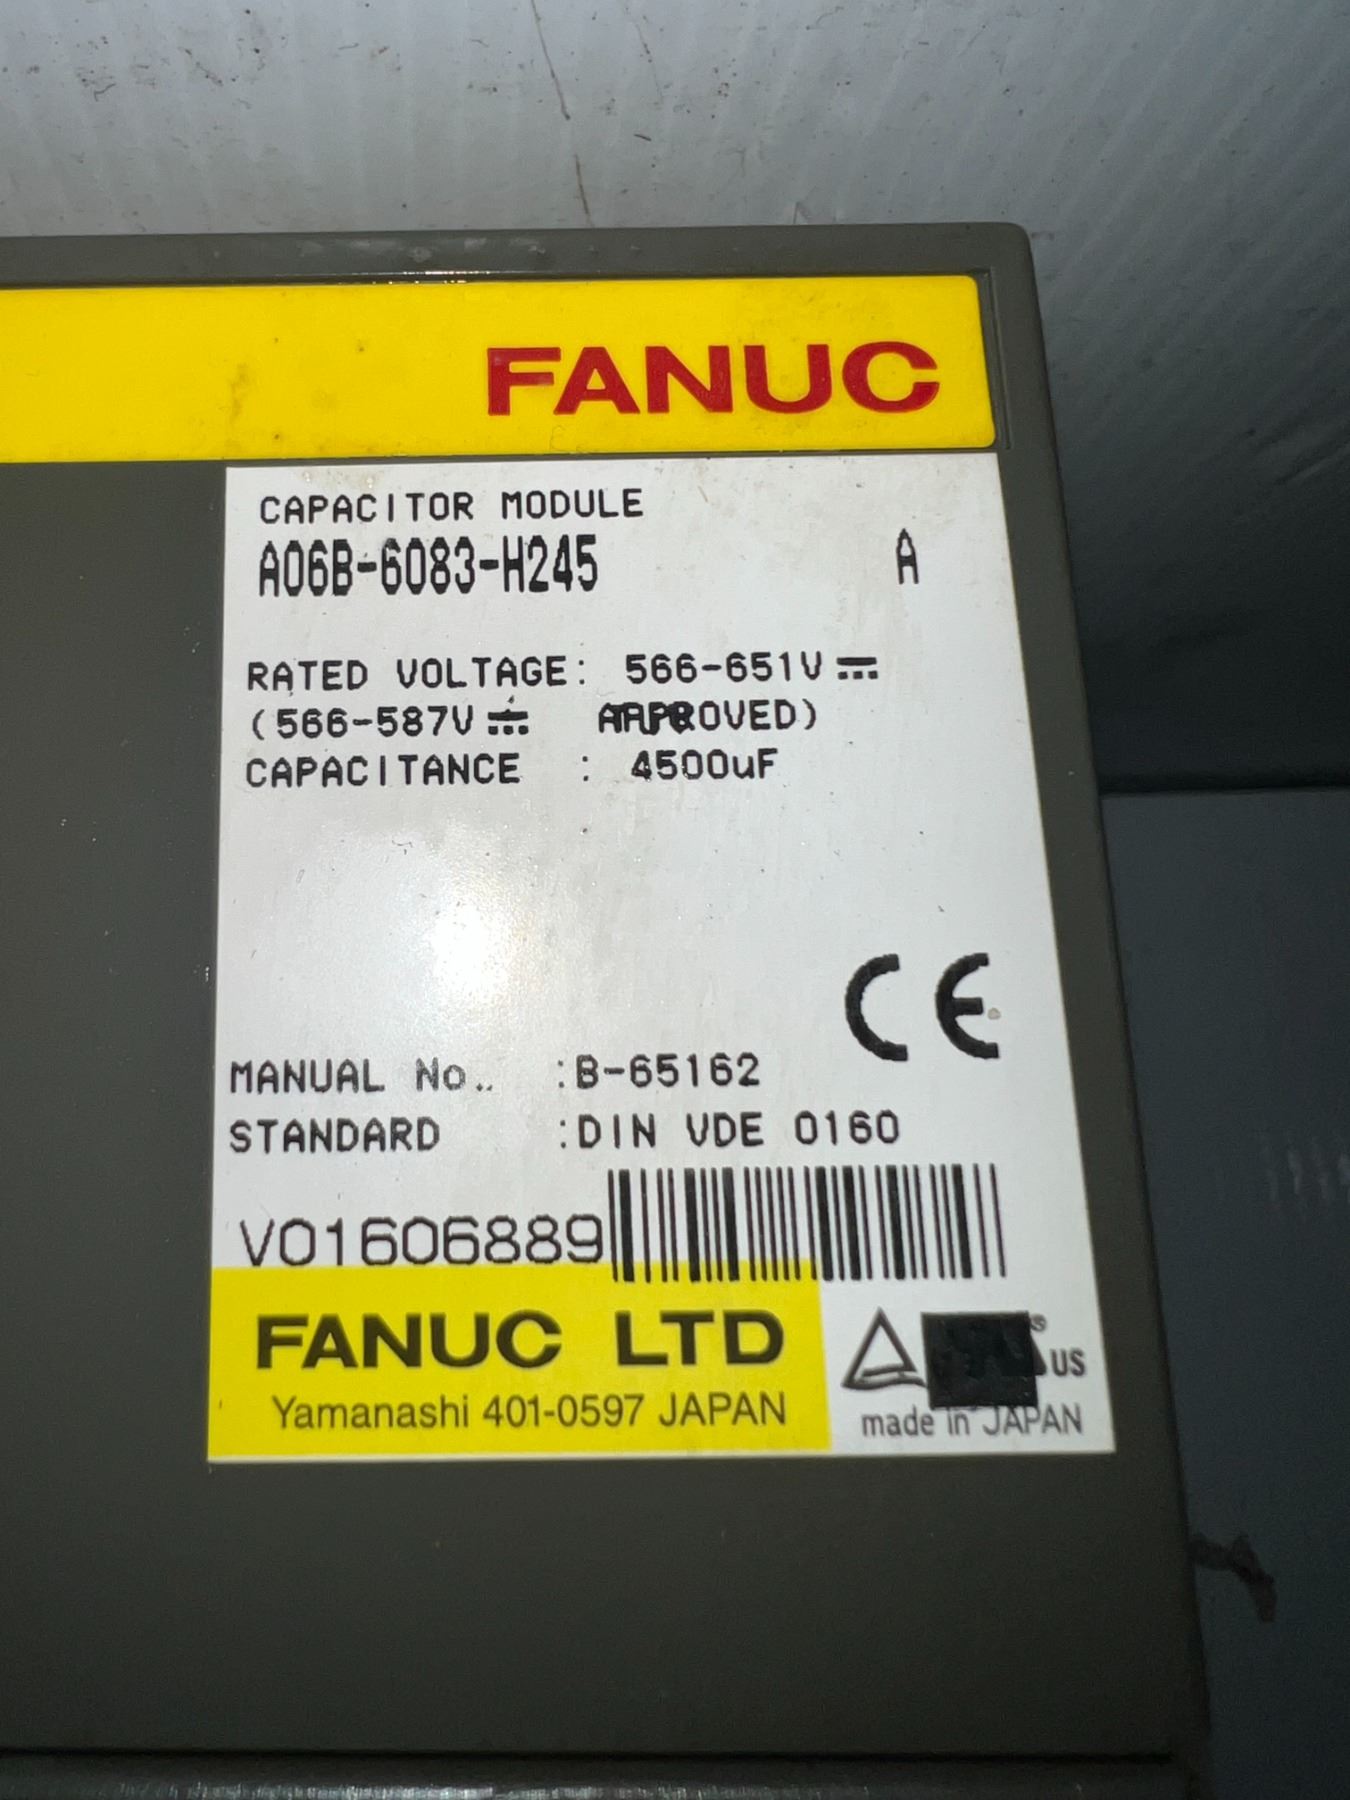 FANUC
CAPACITOR MODULE
A06B-6083-H245 A
RATED VOLTAGE: 566-651V
(566-587V APPROVED)
CAPACITANCE : 4500uF
CE
MANUAL No.. :B-65162
STANDARD :DIN VDE 0160
V01606889
FANUC LTD
Yamanashi 401-0597 JAPAN
US
made in JAPAN